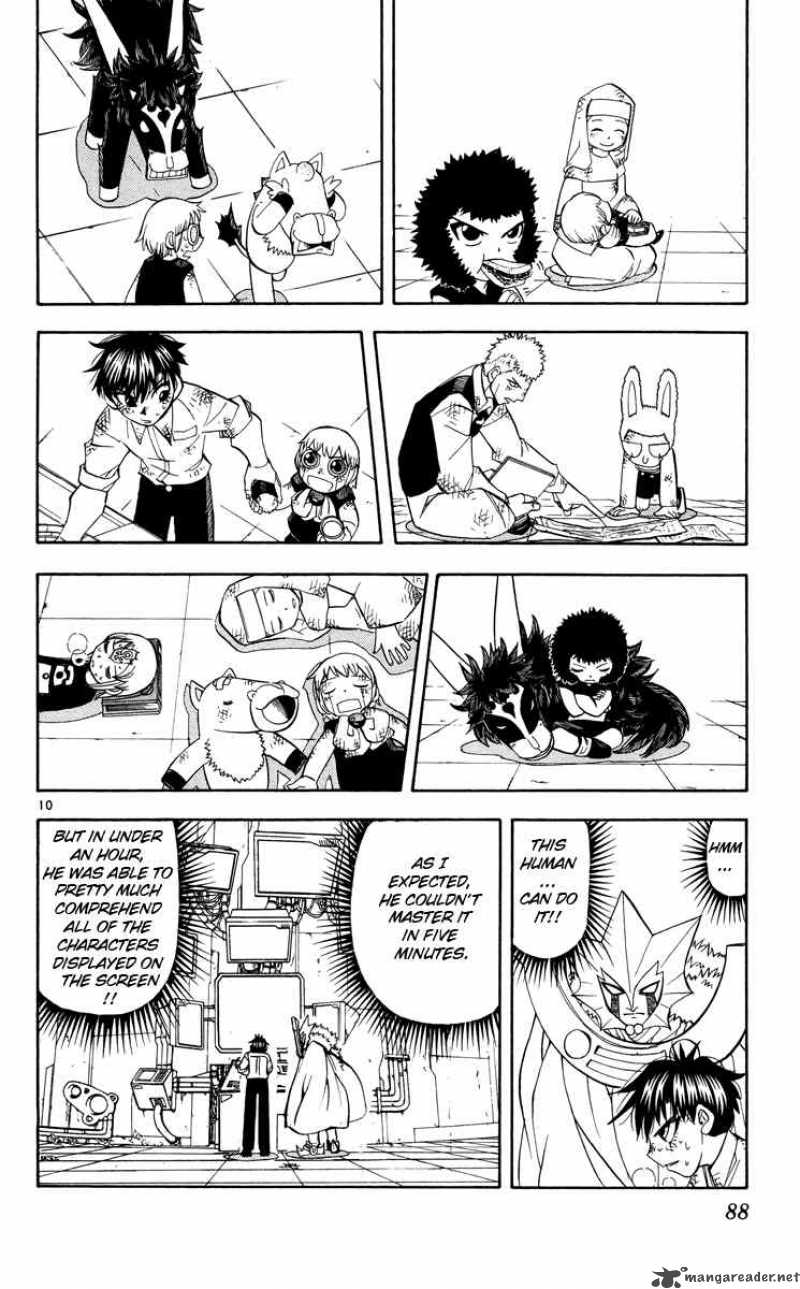 10
HMM
...
THIS
HUMAN
...
CAN DO
IT!!
AS I
EXPECTED,
HE COULDN'T
MASTER IT
IN FIVE
MINUTES.
BUT IN UNDER
AN HOUR,
HE WAS ABLE TO
PRETTY MUCH
COMPREHEND
ALL OF THE
CHARACTERS
DISPLAYED ON
THE SCREEN
!!
88
mangareader.net